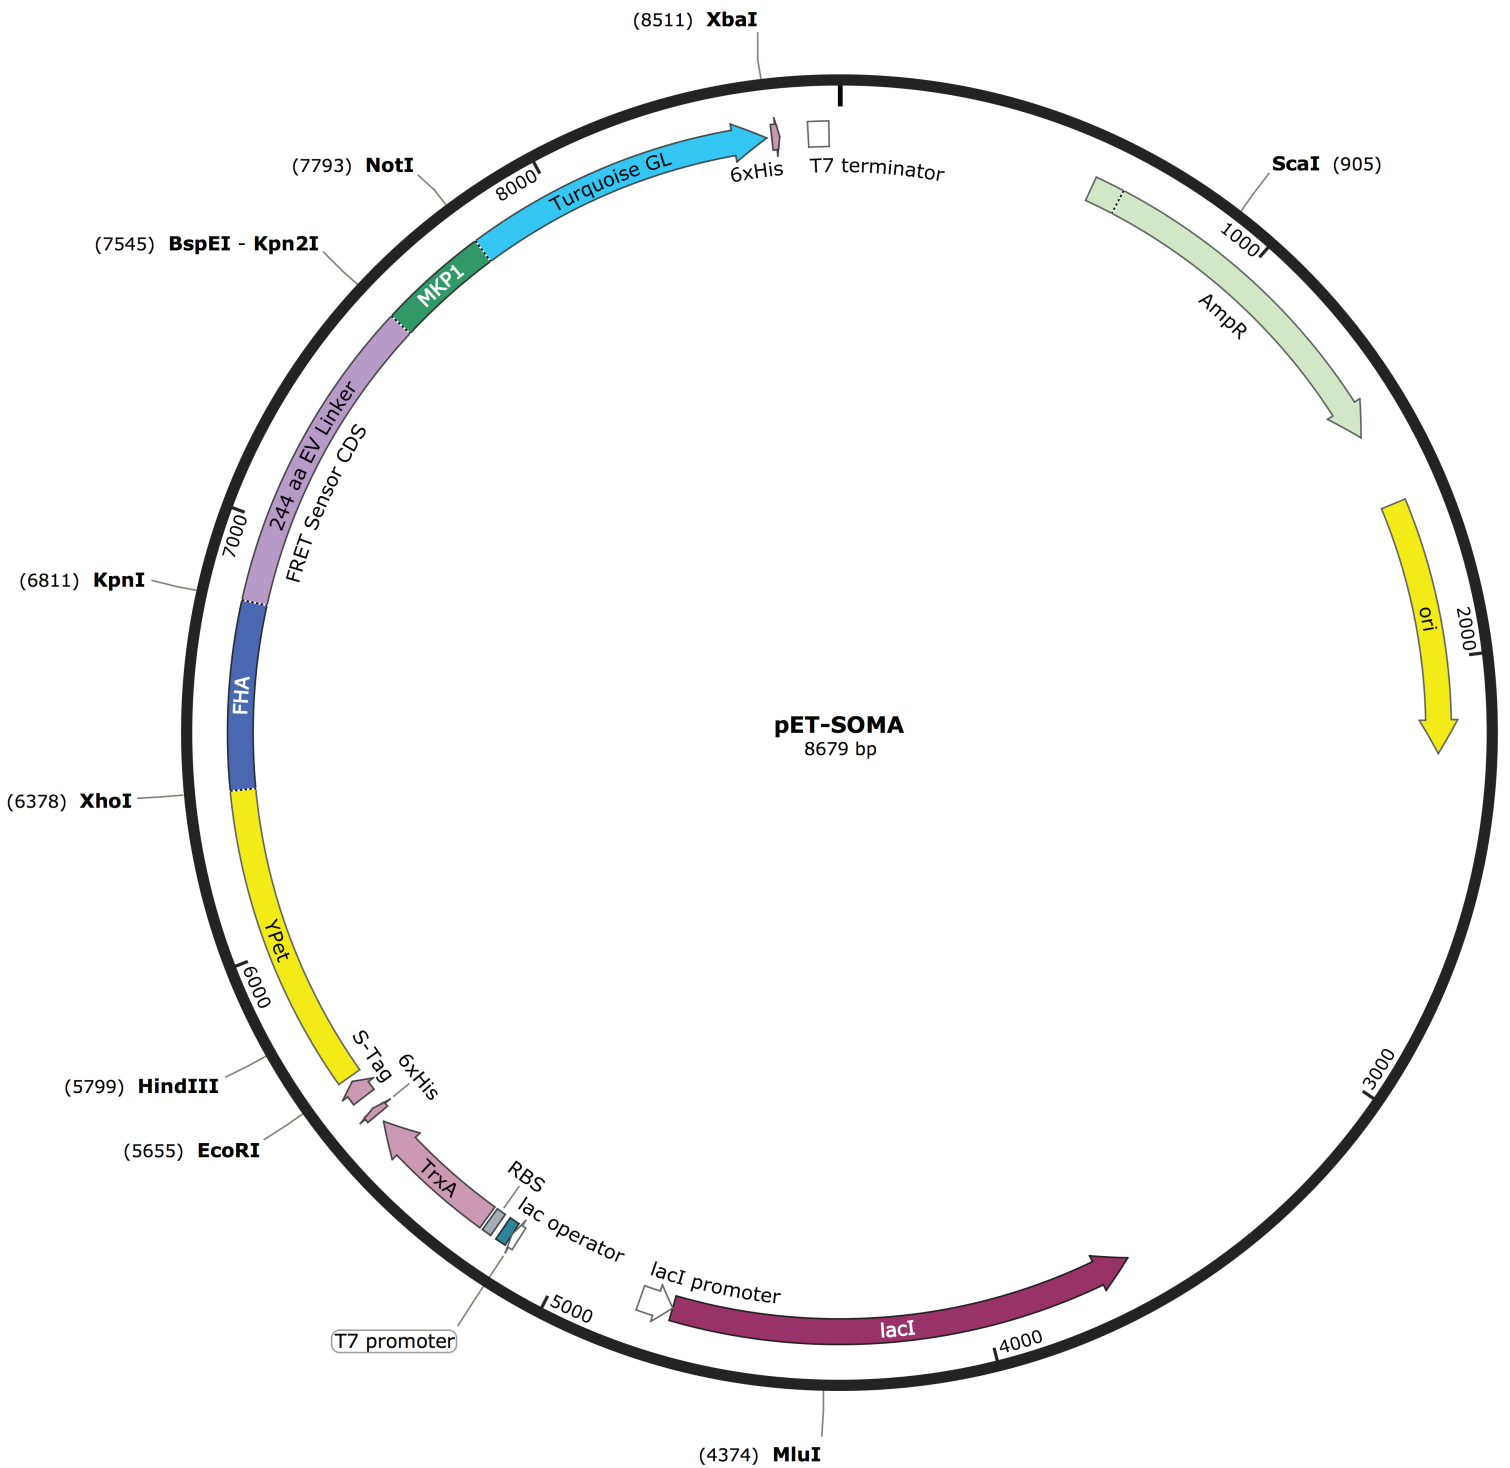 (8511) XbaI
T7 terminator
ScaI (905)
1000
AmpR
ori
2000
3000
4000
lacI
lacI promoter
(4374) MluI
5000
T7 promoter
lac operator
RBS
TrxA
6xHis
S-Tag
(5655) EcoRI
(5799) HindIII
6000
YPet
(6378) XhoI
FHA
(6811) KpnI
7000
244 aa EV Linker
FRET Sensor CDS
(7545) BspEI - Kpn2I
MKP1
(7793) NotI
8000
Turquoise GL
6xHis
pET-SOMA
8679 bp